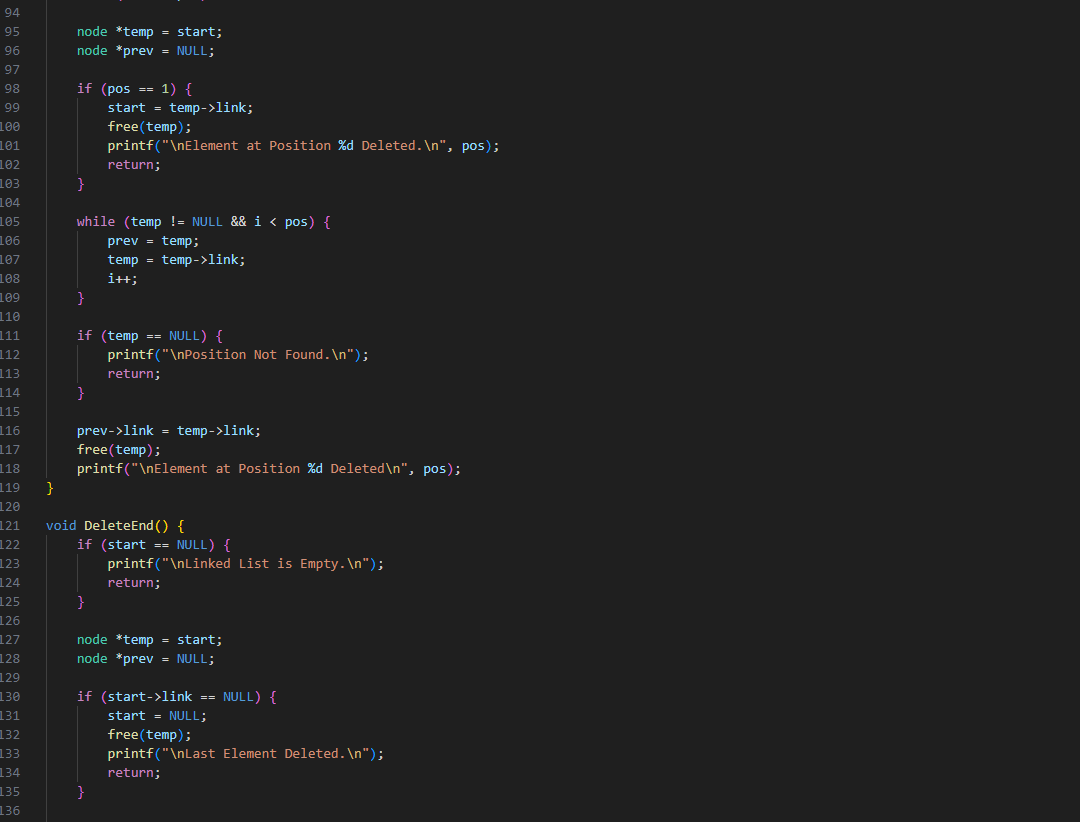 94
95 node *temp = start;
96 node *prev = NULL;
97
98 if (pos == 1) {
99 start = temp->link;
100 free(temp);
101 printf("\nElement at Position %d Deleted.\n", pos);
102 return;
103 }
104
105 while (temp != NULL && i < pos) {
106 prev = temp;
107 temp = temp->link;
108 i++;
109 }
110
111 if (temp == NULL) {
112 printf("\nPosition Not Found.\n");
113 return;
114 }
115
116 prev->link = temp->link;
117 free(temp);
118 printf("\nElement at Position %d Deleted\n", pos);
119 }
120
121 void DeleteEnd() {
122 if (start == NULL) {
123 printf("\nLinked List is Empty.\n");
124 return;
125 }
126
127 node *temp = start;
128 node *prev = NULL;
129
130 if (start->link == NULL) {
131 start = NULL;
132 free(temp);
133 printf("\nLast Element Deleted.\n");
134 return;
135 }
136